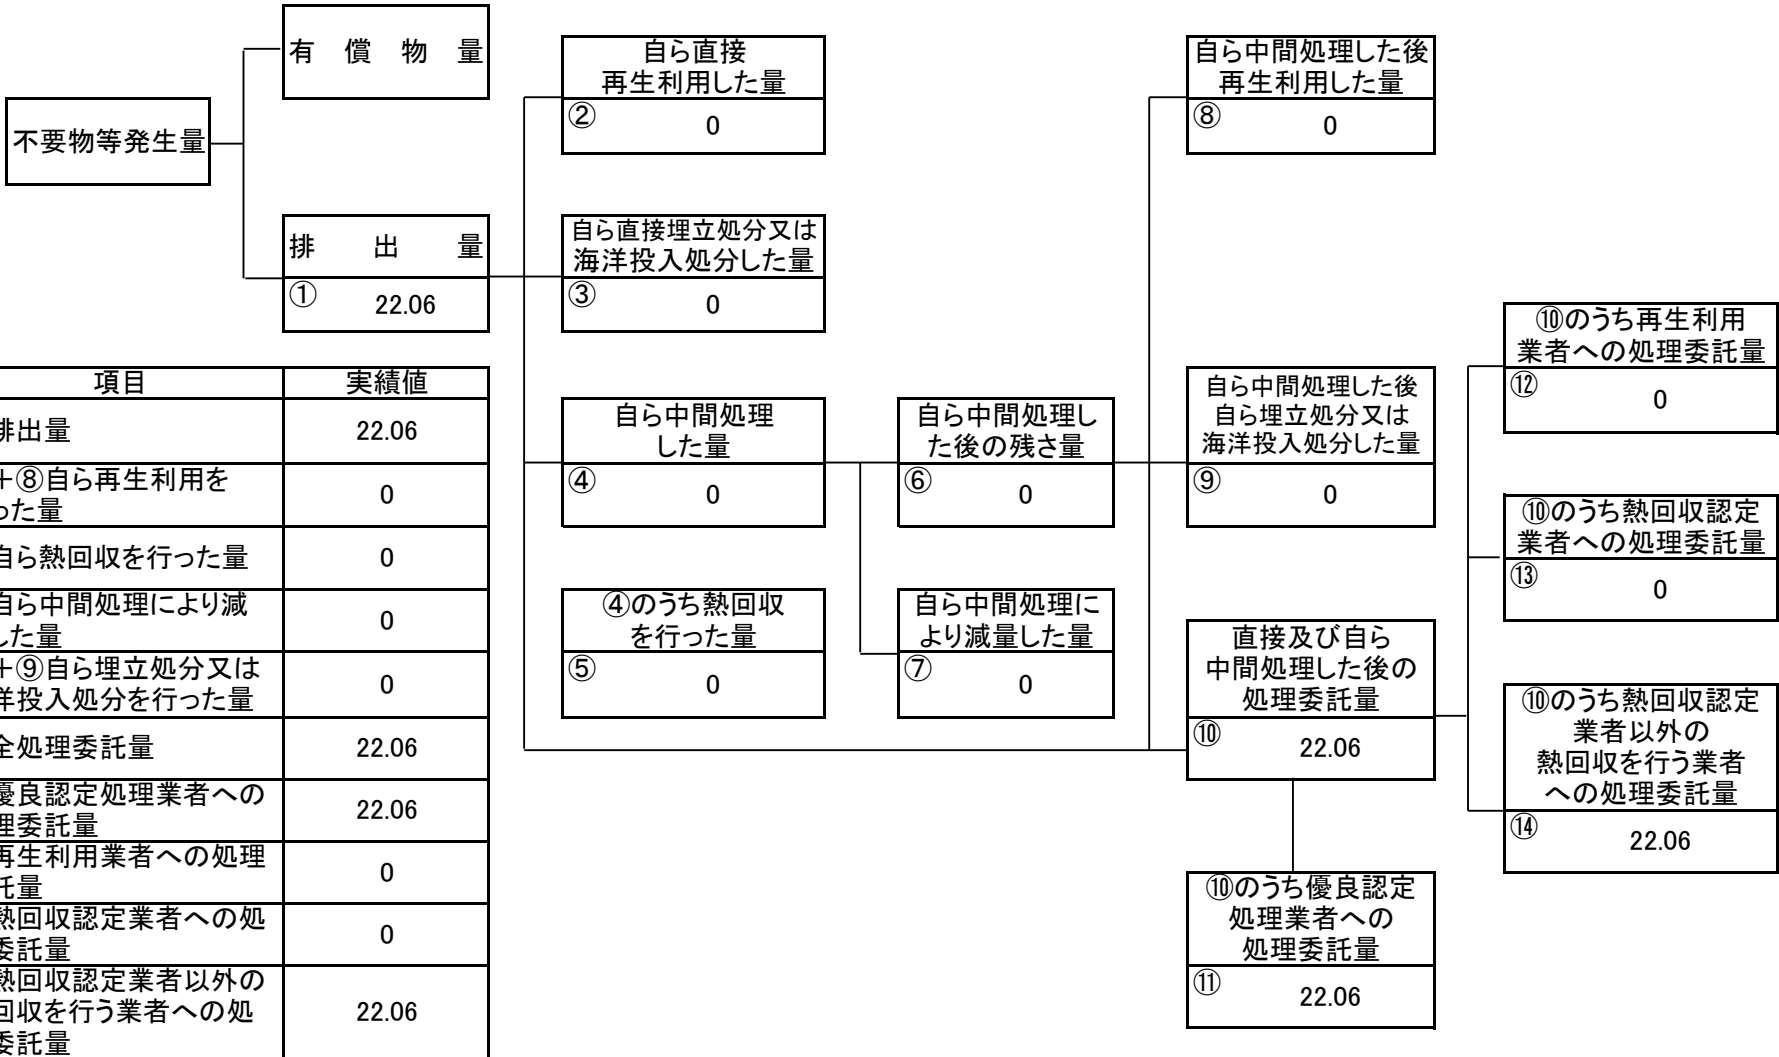 有償物量
不要物等発生量
排出量
① 22.06
自ら直接
再生利用した量
② 0
自ら直接埋立処分又は
海洋投入処分した量
③ 0
自ら中間処理
した量
④ 0
④のうち熱回収
を行った量
⑤ 0
自ら中間処理し
た後の残さ量
⑥ 0
自ら中間処理に
より減量した量
⑦ 0
自ら中間処理した後
再生利用した量
⑧ 0
自ら中間処理した後
自ら埋立処分又は
海洋投入処分した量
⑨ 0
直接及び自ら
中間処理した後の
処理委託量
⑩ 22.06
⑩のうち優良認定
処理業者への
処理委託量
⑪ 22.06
⑩のうち再生利用
業者への処理委託量
⑫ 0
⑩のうち熱回収認定
業者への処理委託量
⑬ 0
⑩のうち熱回収認定
業者以外の
熱回収を行う業者
への処理委託量
⑭ 22.06
項目 実績値
排出量 22.06
+⑧自ら再生利用を
った量 0
自ら熱回収を行った量 0
自ら中間処理により減
した量 0
+⑨自ら埋立処分又は
洋投入処分を行った量 0
全処理委託量 22.06
優良認定処理業者への
理委託量 22.06
再生利用業者への処理
託量 0
熱回収認定業者への処
委託量 0
熱回収認定業者以外の
回収を行う業者への処
委託量 22.06